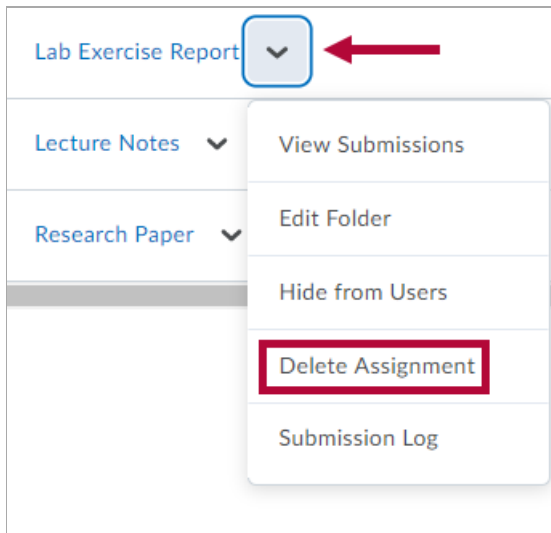 Lab Exercise Report
Lecture Notes
Research Paper
View Submissions
Edit Folder
Hide from Users
Delete Assignment
Submission Log